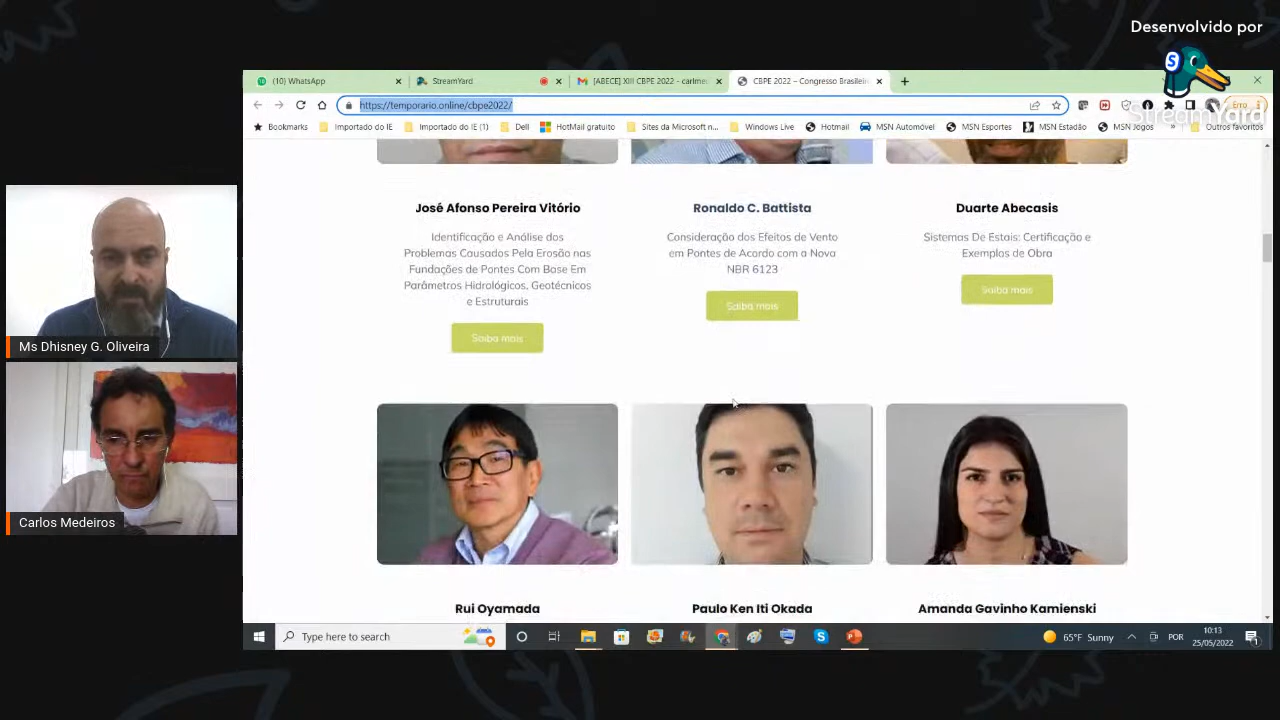 Desenvolvido por
S
StreamYard
(10) WhatsApp
StreamYard
[ABECE] XIII CBPE 2022 - carlme
CBPE 2022 – Congresso Brasilei
https://temporario.online/cbpe2022/
Erro
Bookmarks
Importado do IE
Importado do IE (1)
Dell
HotMail gratuito
Sites da Microsoft n...
Windows Live
Hotmail
MSN Automóvel
MSN Esportes
MSN Estadão
MSN Jogos
»
Outros favoritos
José Afonso Pereira Vitório
Identificação e Análise dos
Problemas Causados Pela Erosão nas
Fundações de Pontes Com Base Em
Parâmetros Hidrológicos, Geotécnicos
e Estruturais
Saiba mais
Ronaldo C. Battista
Consideração dos Efeitos de Vento
em Pontes de Acordo com a Nova
NBR 6123
Saiba mais
Duarte Abecasis
Sistemas De Estais: Certificação e
Exemplos de Obra
Saiba mais
Ms Dhisney G. Oliveira
Carlos Medeiros
Rui Oyamada
Paulo Ken Iti Okada
Amanda Gavinho Kamienski
Type here to search
65°F Sunny
POR
10:13
25/05/2022